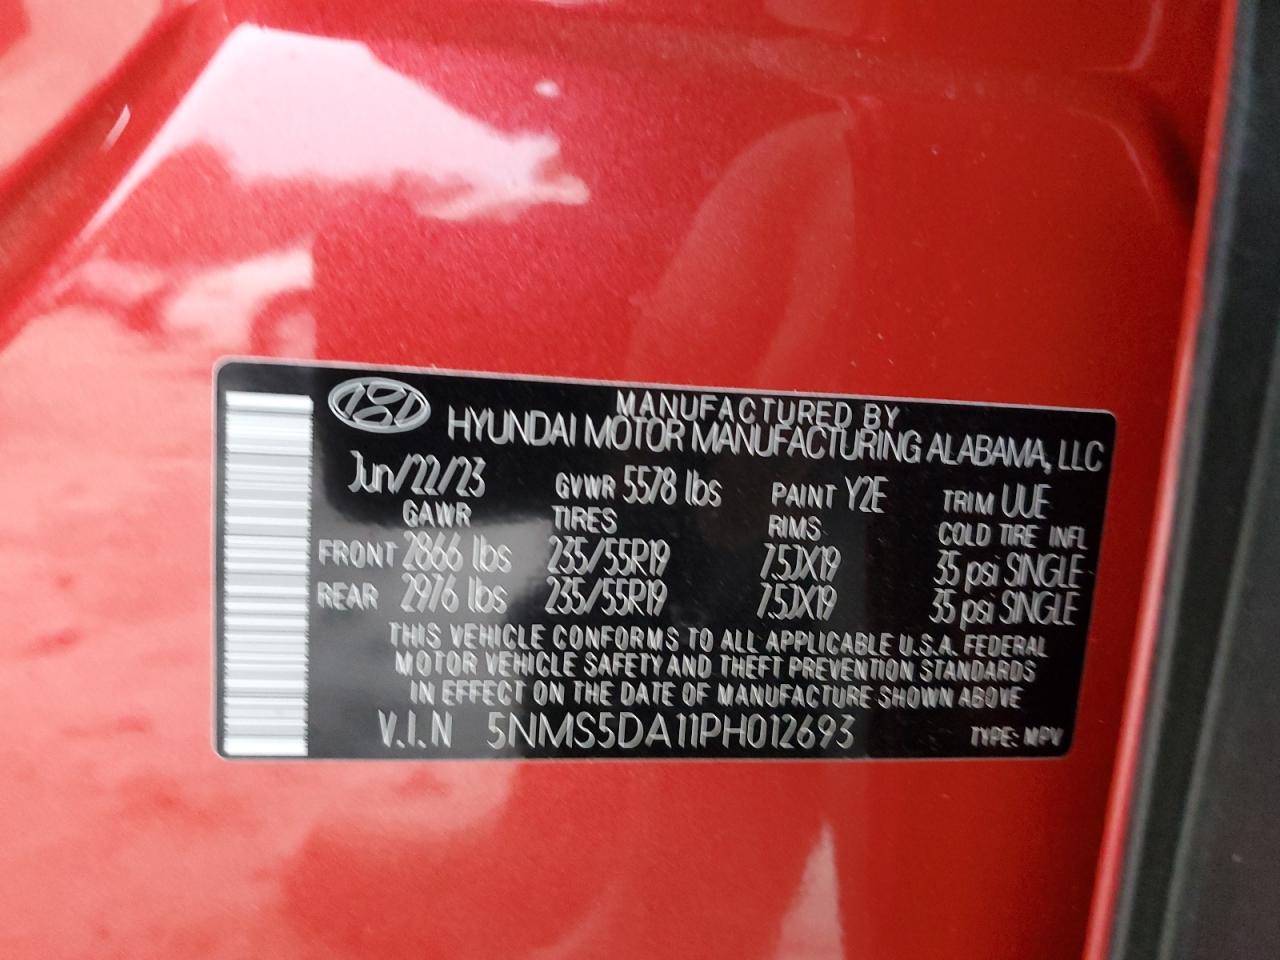 MANUFACTURED BY
HYUNDAI MOTOR MANUFACTURING ALABAMA, LLC
Jun/22/23 GVWR 5578 lbs PAINT Y2E TRIM UUE
GAWR TIRES RIMS COLD TIRE INFL
FRONT 2866 lbs 235/55R19 7.5JX19 35 psi SINGLE
REAR 2976 lbs 235/55R19 7.5JX19 35 psi SINGLE
THIS VEHICLE CONFORMS TO ALL APPLICABLE U.S.A. FEDERAL
MOTOR VEHICLE SAFETY AND THEFT PREVENTION STANDARDS
IN EFFECT ON THE DATE OF MANUFACTURE SHOWN ABOVE
V.I.N 5NMS5DA11PH012693 TYPE: MPV